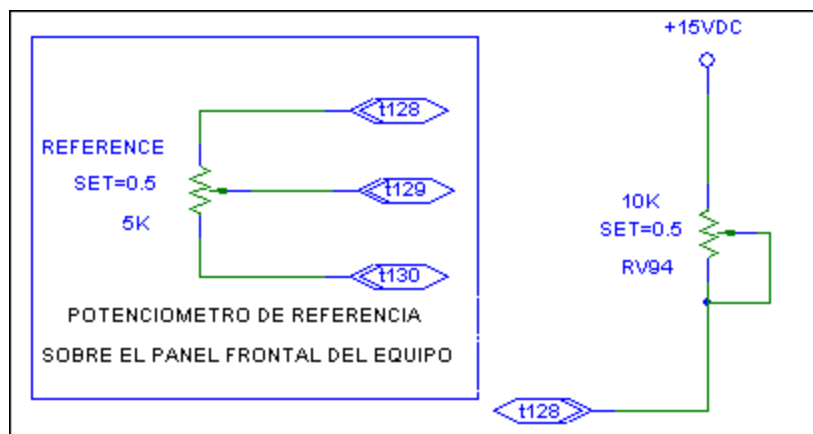 +15VDC
t128
REFERENCE
SET=0.5
5K
t129
t130
POTENCIOMETRO DE REFERENCIA
SOBRE EL PANEL FRONTAL DEL EQUIPO
10K
SET=0.5
RV94
t128